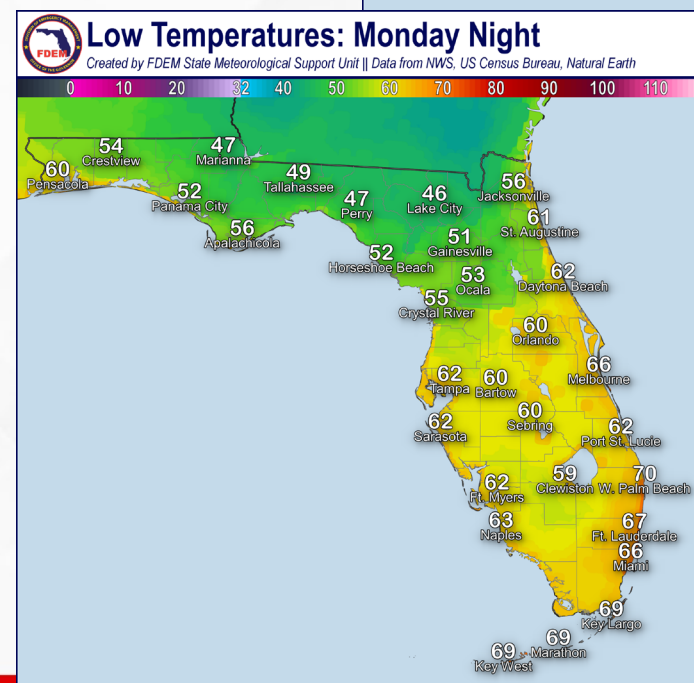 Low Temperatures: Monday Night
FDEM
Created by FDEM State Meteorological Support Unit || Data from NWS, US Census Bureau, Natural Earth
0 10 20 32 40 50 60 70 80 90 100 110
54
Crestview
47
Marianna
60
Pensacola
49
Tallahassee
52
Panama City
47
Perry
46
Lake City
56
Jacksonville
56
Apalachicola
61
St. Augustine
51
Gainesville
52
Horseshoe Beach
53
Ocala
62
Daytona Beach
55
Crystal River
60
Orlando
66
Melbourne
62
Tampa
60
Bartow
60
Sebring
62
Sarasota
62
Port St. Lucie
59
Clewiston
70
W. Palm Beach
62
Ft. Myers
63
Naples
67
Ft. Lauderdale
66
Miami
69
Key Largo
69
Marathon
69
Key West